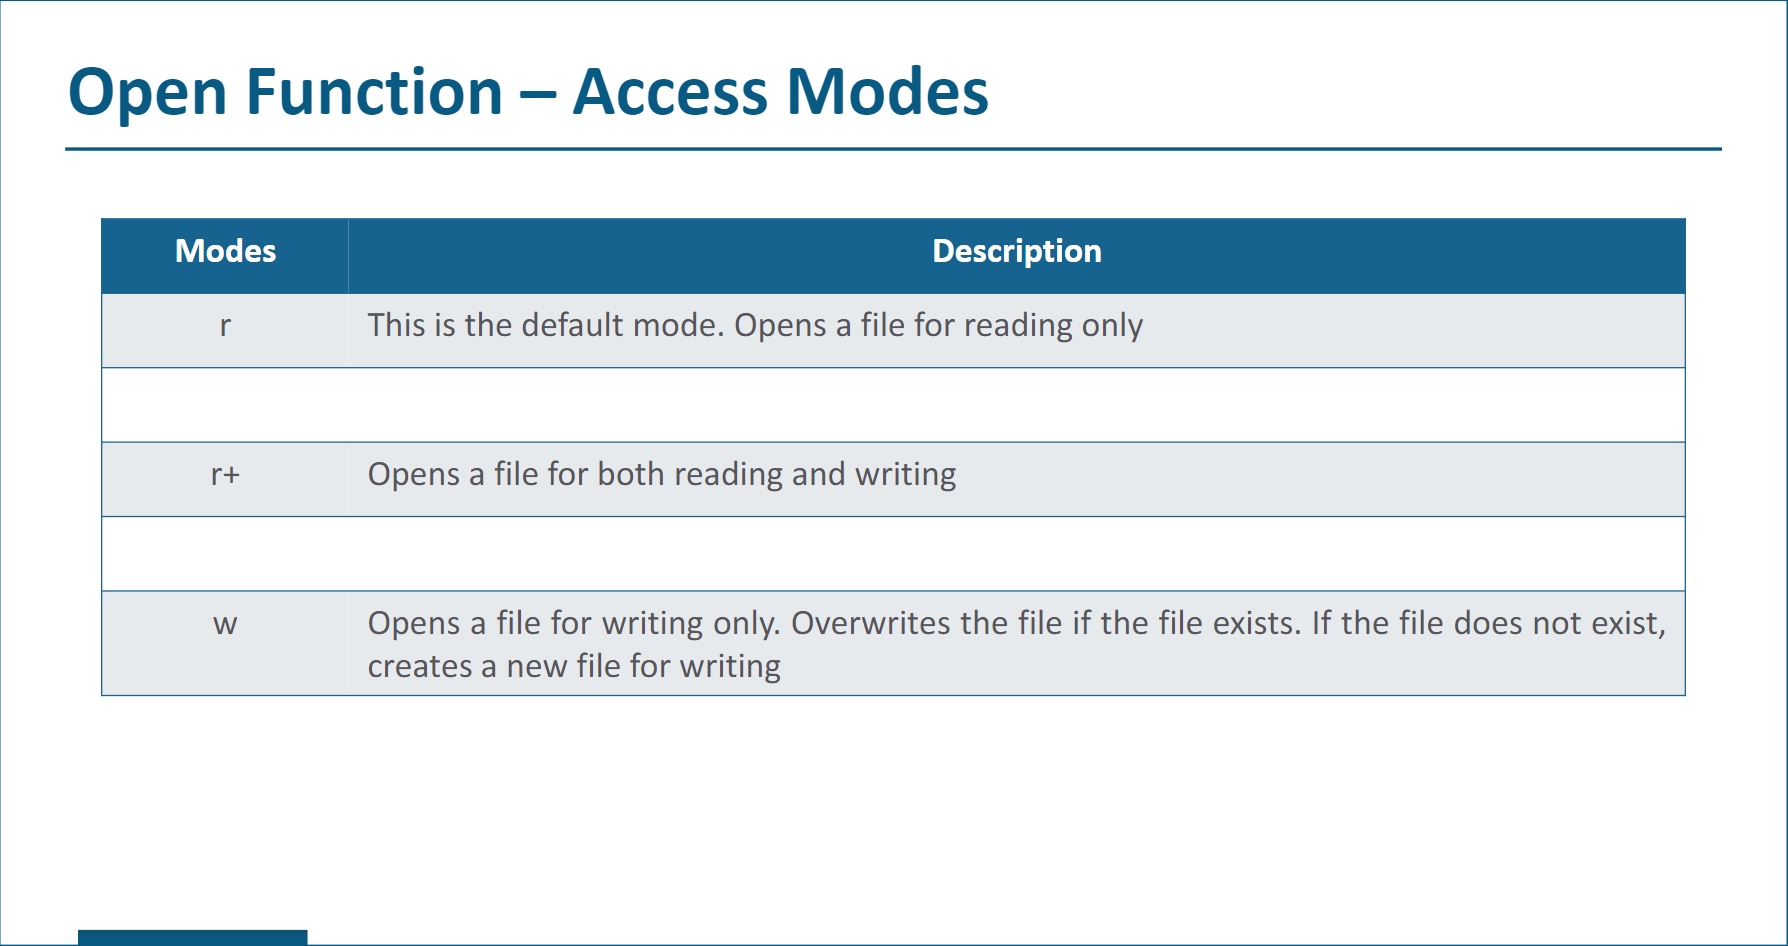 Open Function – Access Modes
Modes Description
r This is the default mode. Opens a file for reading only
r+ Opens a file for both reading and writing
w Opens a file for writing only. Overwrites the file if the file exists. If the file does not exist,
creates a new file for writing